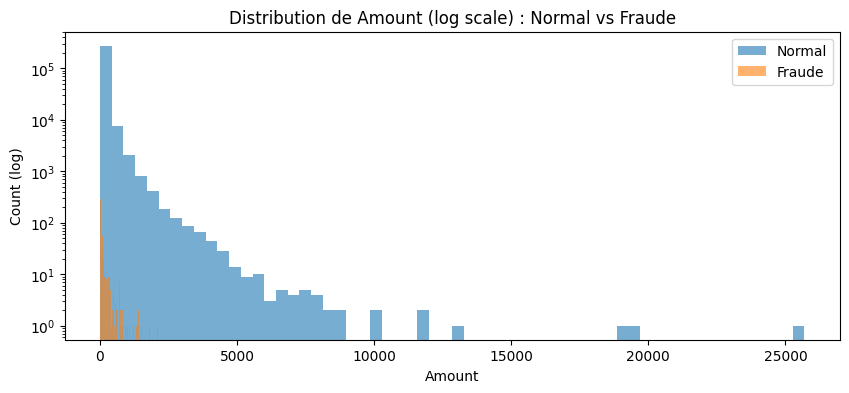 Distribution de Amount (log scale) : Normal vs Fraude
Normal
Fraude
Count (log)
10^5
10^4
10^3
10^2
10^1
10^0
0 5000 10000 15000 20000 25000
Amount